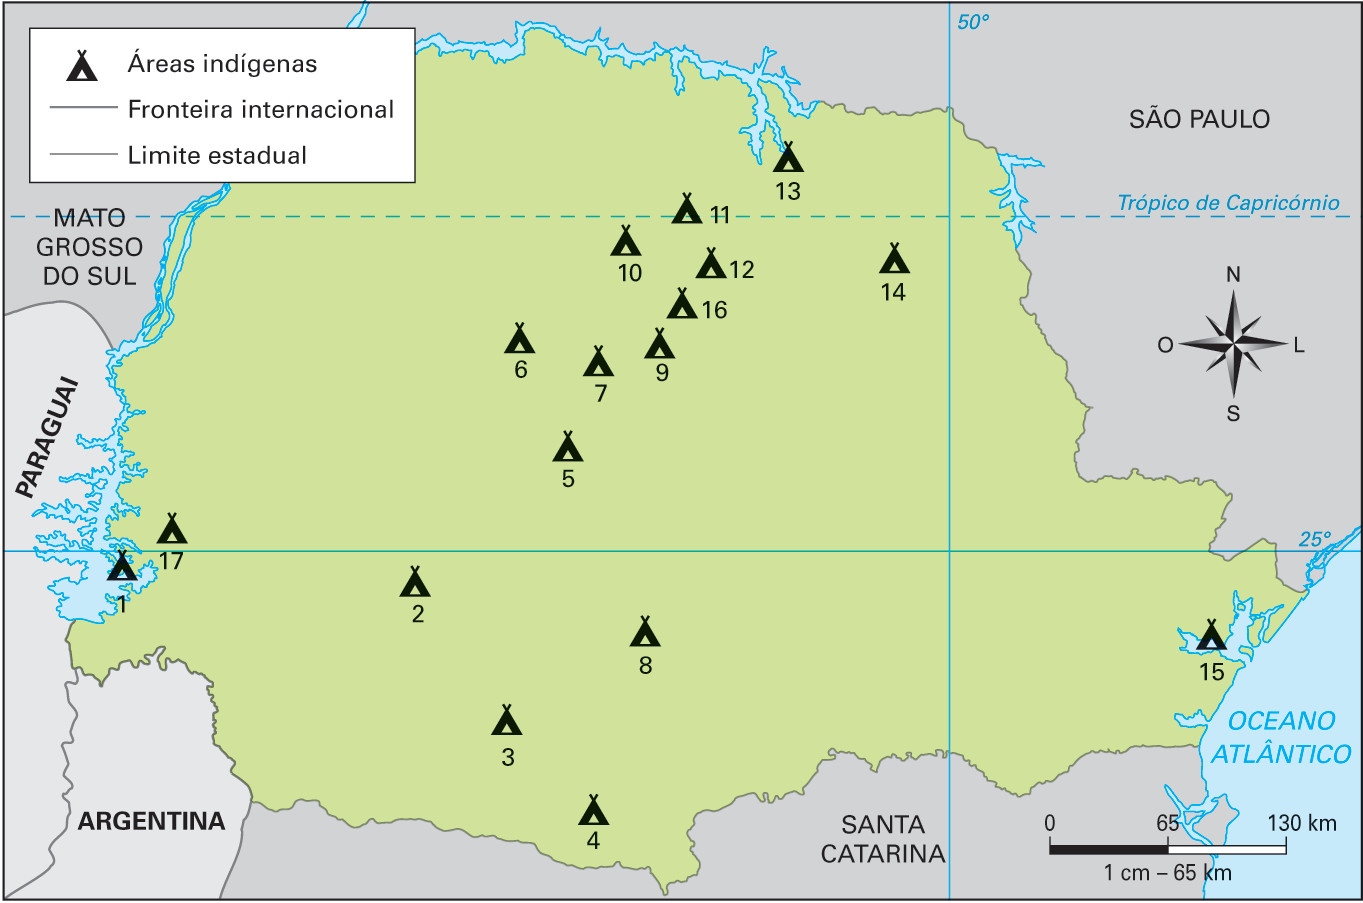 Áreas indígenas
Fronteira internacional
Limite estadual
50°
SÃO PAULO
13
Trópico de Capricórnio
MATO
GROSSO
DO SUL
11
10
12
14
N
16
O
L
S
6
9
7
PARAGUAI
5
25°
17
1
2
8
15
OCEANO
ATLÂNTICO
3
ARGENTINA
4
SANTA
CATARINA
0 65 130 km
1 cm – 65 km